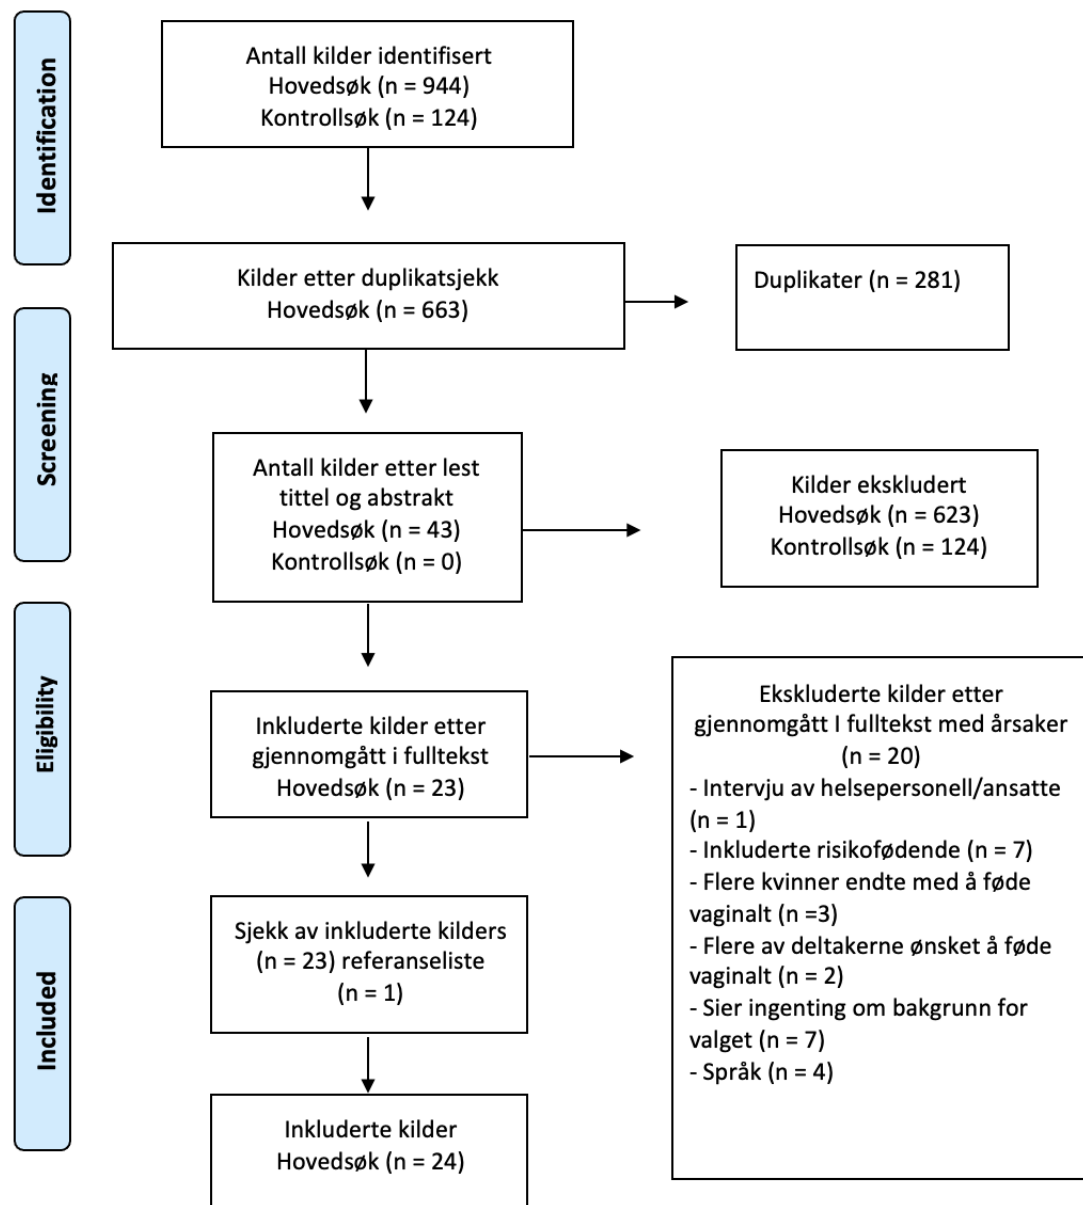 Identification
Antall kilder identifisert
Hovedsøk (n = 944)
Kontrollsøk (n = 124)
Kilder etter duplikatsjekk
Hovedsøk (n = 663)
Duplikater (n = 281)
Screening
Antall kilder etter lest
tittel og abstrakt
Hovedsøk (n = 43)
Kontrollsøk (n = 0)
Kilder ekskludert
Hovedsøk (n = 623)
Kontrollsøk (n = 124)
Eligibility
Inkluderte kilder etter
gjennomgått i fulltekst
Hovedsøk (n = 23)
Ekskluderte kilder etter
gjennomgått I fulltekst med årsaker
(n = 20)
- Intervju av helsepersonell/ansatte
(n = 1)
- Inkluderte risikofødende (n = 7)
- Flere kvinner endte med å føde
vaginalt (n =3)
- Flere av deltakerne ønsket å føde
vaginalt (n = 2)
- Sier ingenting om bakgrunn for
valget (n = 7)
- Språk (n = 4)
Included
Sjekk av inkluderte kilders
(n = 23) referanseliste
(n = 1)
Inkluderte kilder
Hovedsøk (n = 24)